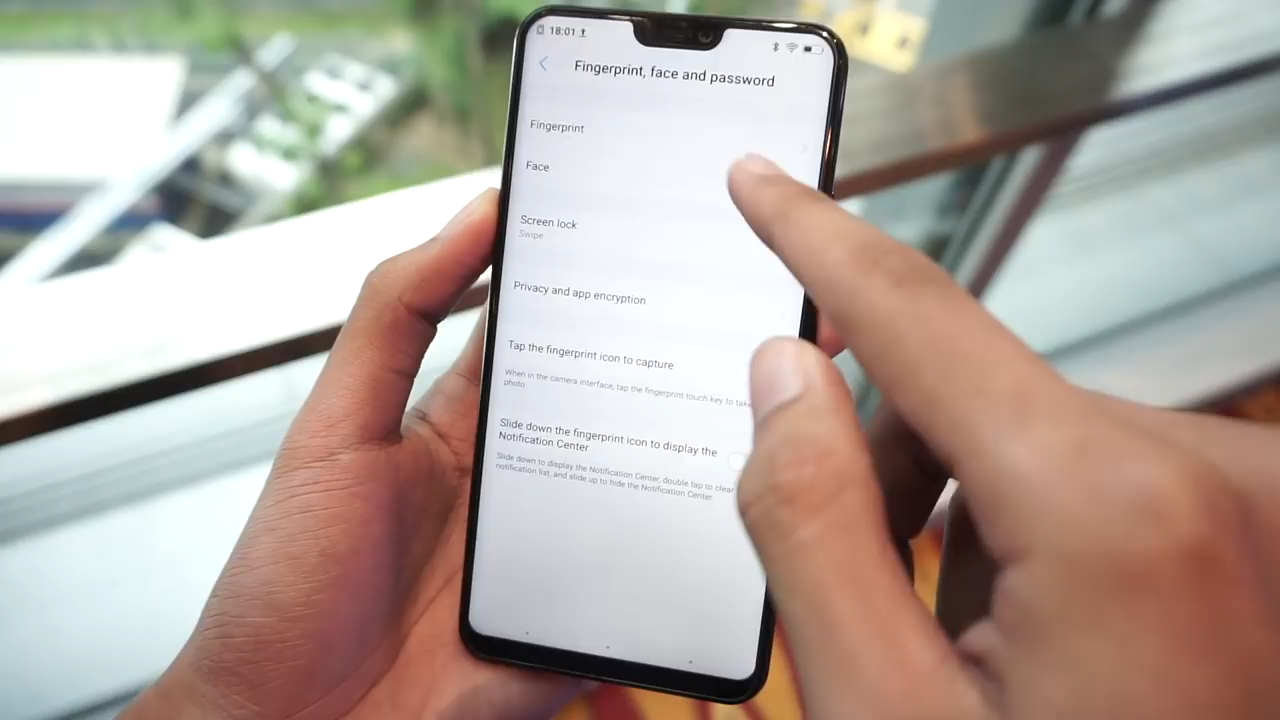 18:01
Fingerprint, face and password
Fingerprint
Face
Screen lock
Swipe
Privacy and app encryption
Tap the fingerprint icon to capture
When in the camera interface, tap the fingerprint touch key to take
photo.
Slide down the fingerprint icon to display the
Notification Center
Slide down to display the Notification Center, double tap to clear
notification list, and slide up to hide the Notification Center.